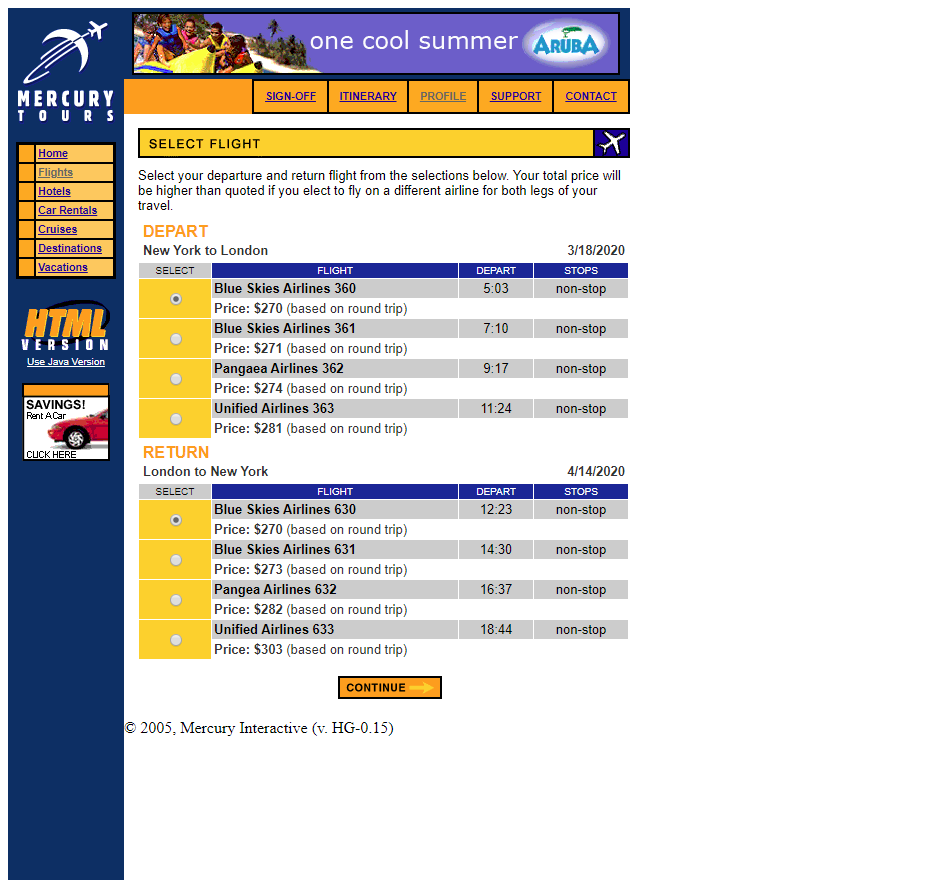 one cool summer ARUBA
MERCURY
TOURS
SIGN-OFF ITINERARY PROFILE SUPPORT CONTACT
Home
Flights
Hotels
Car Rentals
Cruises
Destinations
Vacations
HTML
VERSION
Use Java Version
SAVINGS!
Rent A Car
CLICK HERE
SELECT FLIGHT
Select your departure and return flight from the selections below. Your total price will
be higher than quoted if you elect to fly on a different airline for both legs of your
travel.
DEPART
New York to London 3/18/2020
SELECT FLIGHT DEPART STOPS
Blue Skies Airlines 360 5:03 non-stop
Price: $270 (based on round trip)
Blue Skies Airlines 361 7:10 non-stop
Price: $271 (based on round trip)
Pangaea Airlines 362 9:17 non-stop
Price: $274 (based on round trip)
Unified Airlines 363 11:24 non-stop
Price: $281 (based on round trip)
RETURN
London to New York 4/14/2020
SELECT FLIGHT DEPART STOPS
Blue Skies Airlines 630 12:23 non-stop
Price: $270 (based on round trip)
Blue Skies Airlines 631 14:30 non-stop
Price: $273 (based on round trip)
Pangea Airlines 632 16:37 non-stop
Price: $282 (based on round trip)
Unified Airlines 633 18:44 non-stop
Price: $303 (based on round trip)
CONTINUE
© 2005, Mercury Interactive (v. HG-0.15)